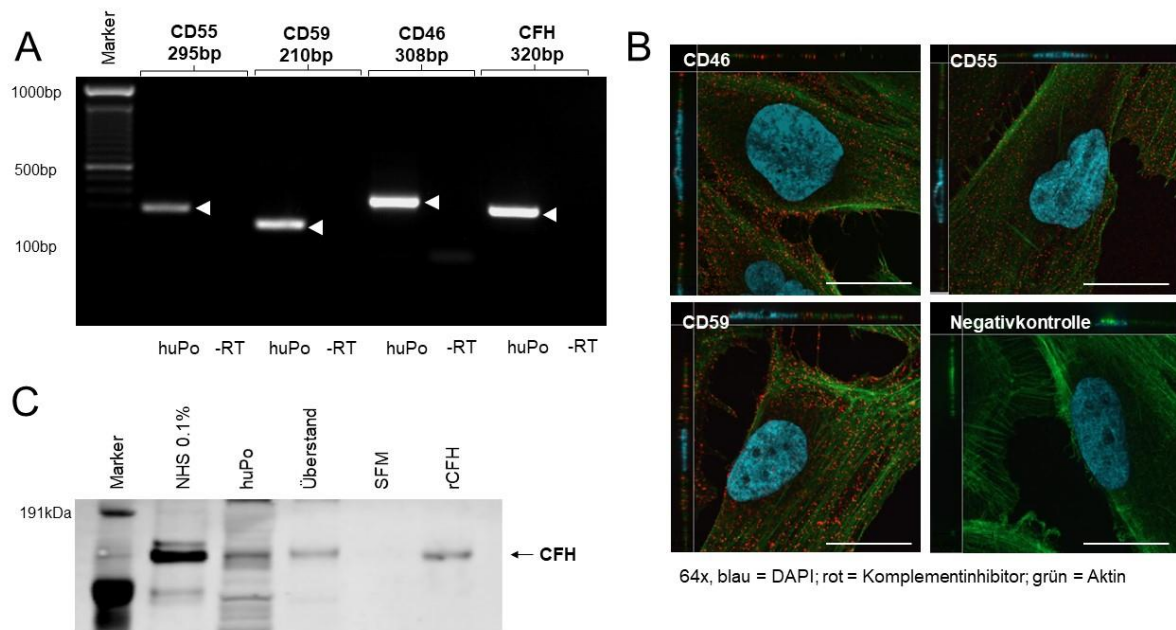 A
Marker
CD55 CD59 CD46 CFH
295bp 210bp 308bp 320bp
1000bp
500bp
100bp
huPo -RT huPo -RT huPo -RT huPo -RT
B
CD46
CD55
CD59
Negativkontrolle
64x, blau = DAPI; rot = Komplementinhibitor; grün = Aktin
C
Marker
NHS 0.1%
huPo
Überstand
SFM
rCFH
191kDa
CFH